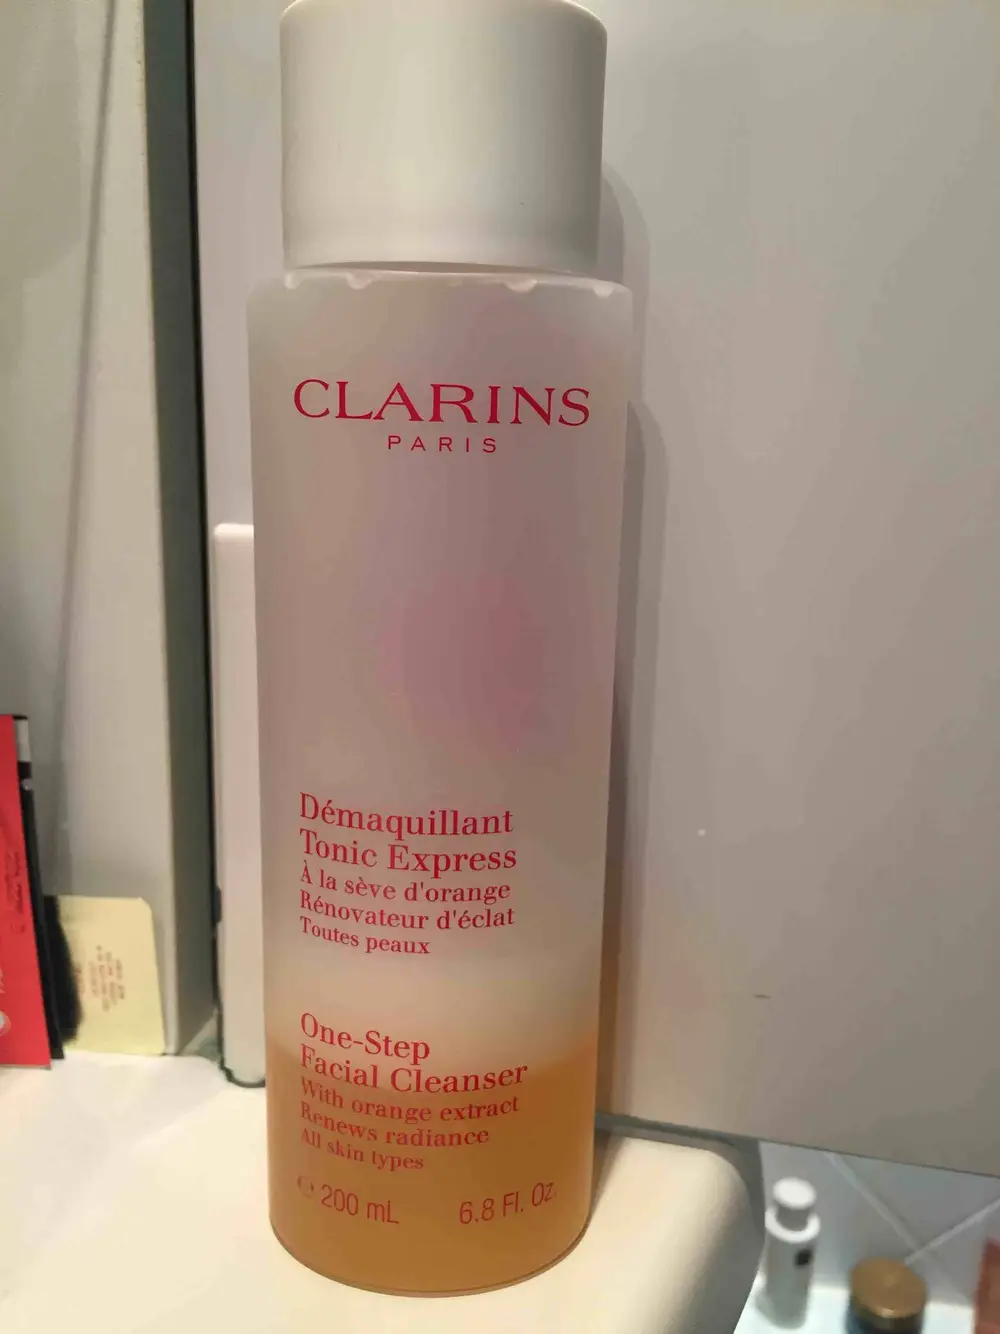 CLARINS
PARIS
Démaquillant
Tonic Express
À la sève d'orange
Rénovateur d'éclat
Toutes peaux
One-Step
Facial Cleanser
With orange extract
Renews radiance
All skin types
℮ 200 mL 6.8 Fl. Oz.